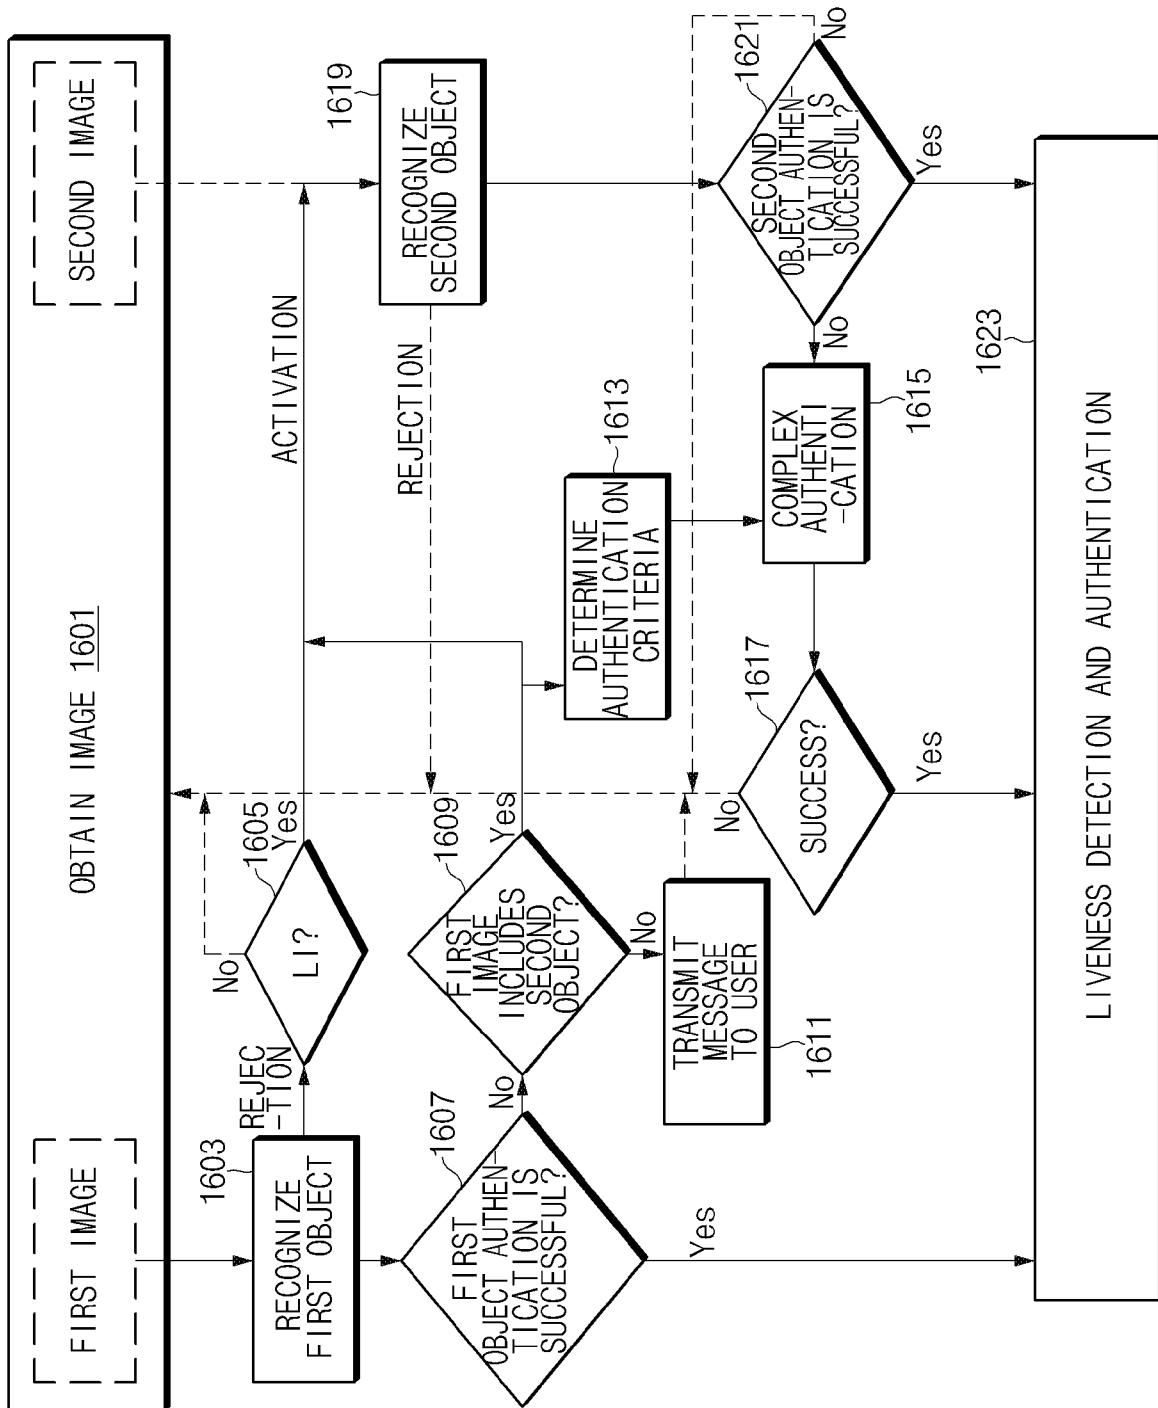 OBTAIN IMAGE 1601
FIRST IMAGE
SECOND IMAGE
1603
RECOGNIZE
FIRST OBJECT
REJEC
-TION
1605
LI?
No
Yes
ACTIVATION
1619
RECOGNIZE
SECOND OBJECT
REJECTION
1607
FIRST
OBJECT AUTHEN-
TICATION IS
SUCCESSFUL?
No
Yes
1609
FIRST
IMAGE
INCLUDES
SECOND
OBJECT?
Yes
No
TRANSMIT
MESSAGE
TO USER
1611
1613
DETERMINE
AUTHENTICATION
CRITERIA
COMPLEX
AUTHENTI
-CATION
1615
1617
SUCCESS?
No
Yes
1621
SECOND
OBJECT AUTHEN-
TICATION IS
SUCCESSFUL?
No
No
Yes
1623
LIVENESS DETECTION AND AUTHENTICATION